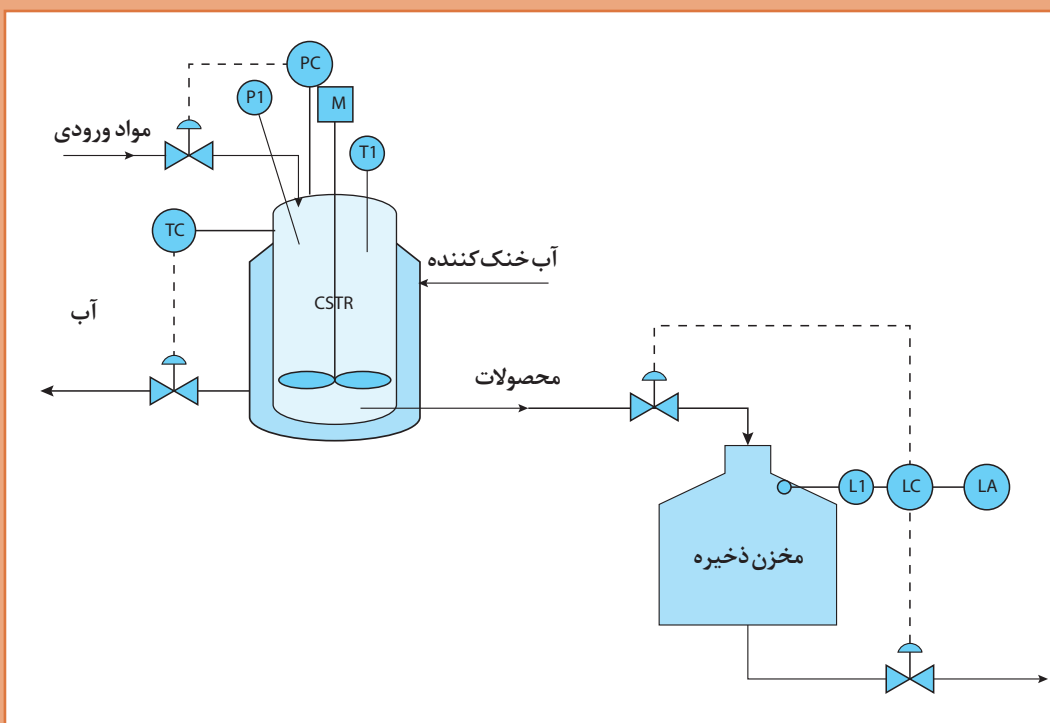 PC
P1
M
مواد ورودی
T1
TC
آب خنک کننده
CSTR
آب
محصولات
L1
LC
LA
مخزن ذخیره